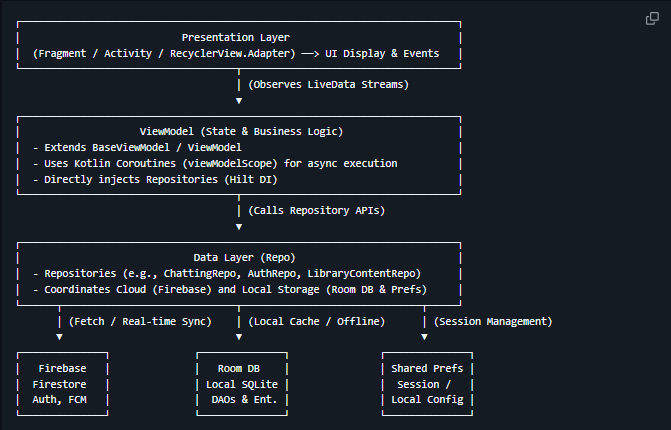 Presentation Layer
(Fragment / Activity / RecyclerView.Adapter) ──> UI Display & Events
(Observes LiveData Streams)
ViewModel (State & Business Logic)
- Extends BaseViewModel / ViewModel
- Uses Kotlin Coroutines (viewModelScope) for async execution
- Directly injects Repositories (Hilt DI)
(Calls Repository APIs)
Data Layer (Repo)
- Repositories (e.g., ChattingRepo, AuthRepo, LibraryContentRepo)
- Coordinates Cloud (Firebase) and Local Storage (Room DB & Prefs)
(Fetch / Real-time Sync)
(Local Cache / Offline)
(Session Management)
Firebase
Firestore
Auth, FCM
Room DB
Local SQLite
DAOs & Ent.
Shared Prefs
Session /
Local Config